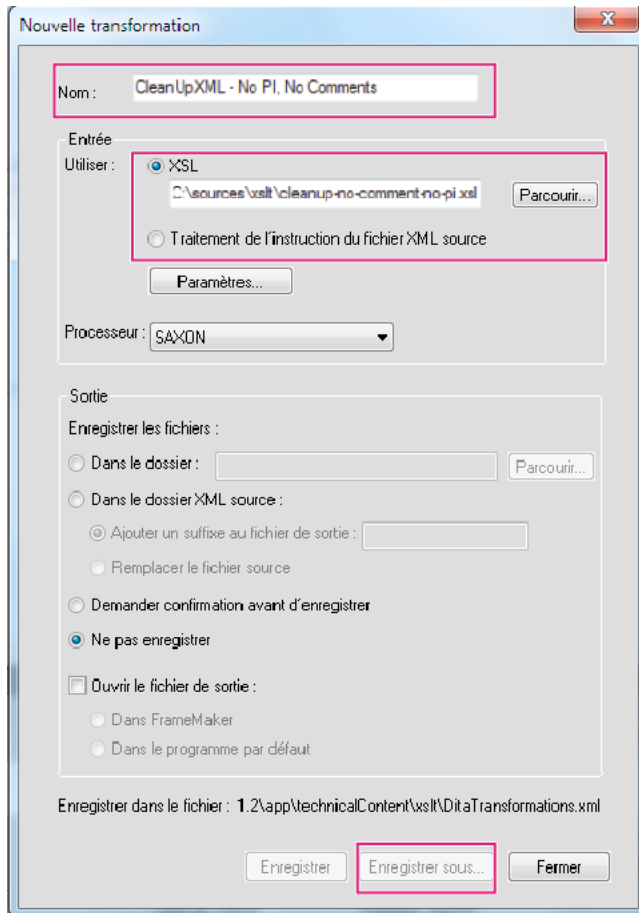 Nouvelle transformation
Nom : CleanUpXML - No PI, No Comments
Entrée
Utiliser : XSL
C:\sources\xslt\cleanup-no-comment-no-pi.xsl Parcourir...
Traitement de l'instruction du fichier XML source
Paramètres...
Processeur : SAXON
Sortie
Enregistrer les fichiers :
Dans le dossier : Parcourir...
Dans le dossier XML source :
Ajouter un suffixe au fichier de sortie :
Remplacer le fichier source
Demander confirmation avant d'enregistrer
Ne pas enregistrer
Ouvrir le fichier de sortie :
Dans FrameMaker
Dans le programme par défaut
Enregistrer dans le fichier : 1.2\app\technicalContent\xslt\DitaTransformations.xml
Enregistrer Enregistrer sous... Fermer